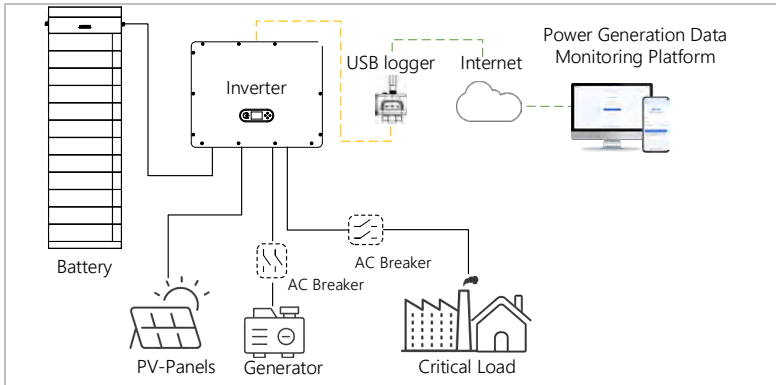 Power Generation Data
Monitoring Platform
USB logger
Internet
Inverter
Battery
AC Breaker
AC Breaker
PV-Panels
Generator
Critical Load